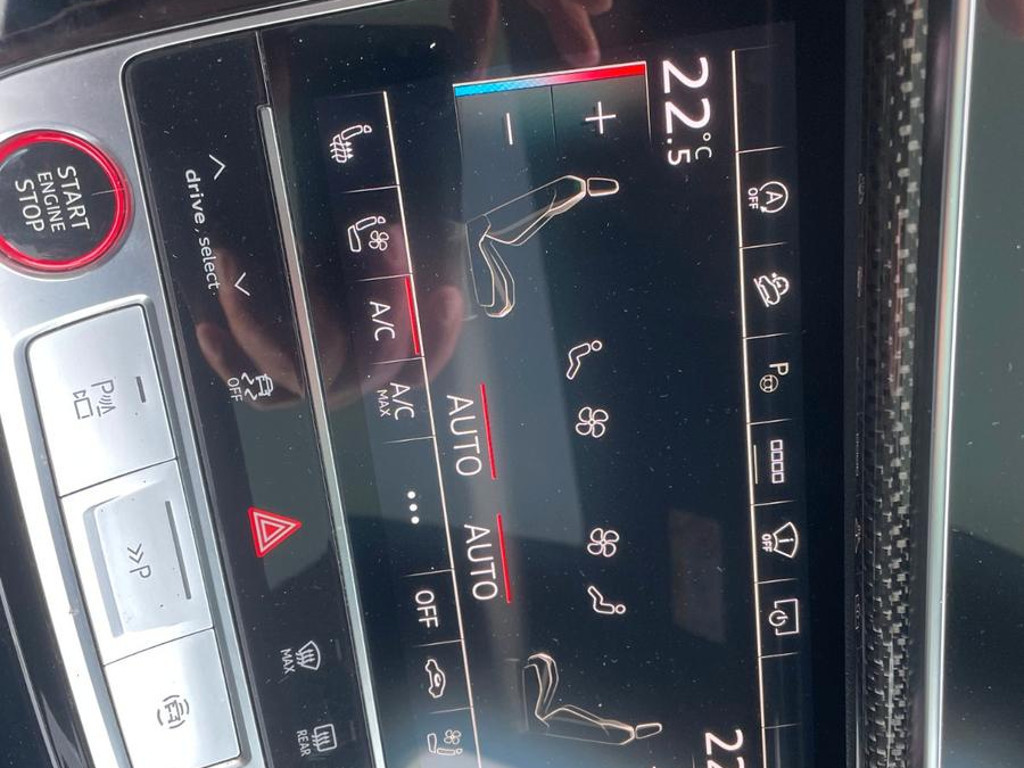 A
OFF
P
OFF
22.5 °C
22
+
−
AUTO AUTO
A/C
A/C MAX
...
OFF
drive select
OFF
MAX
REAR
START
ENGINE
STOP
P
P